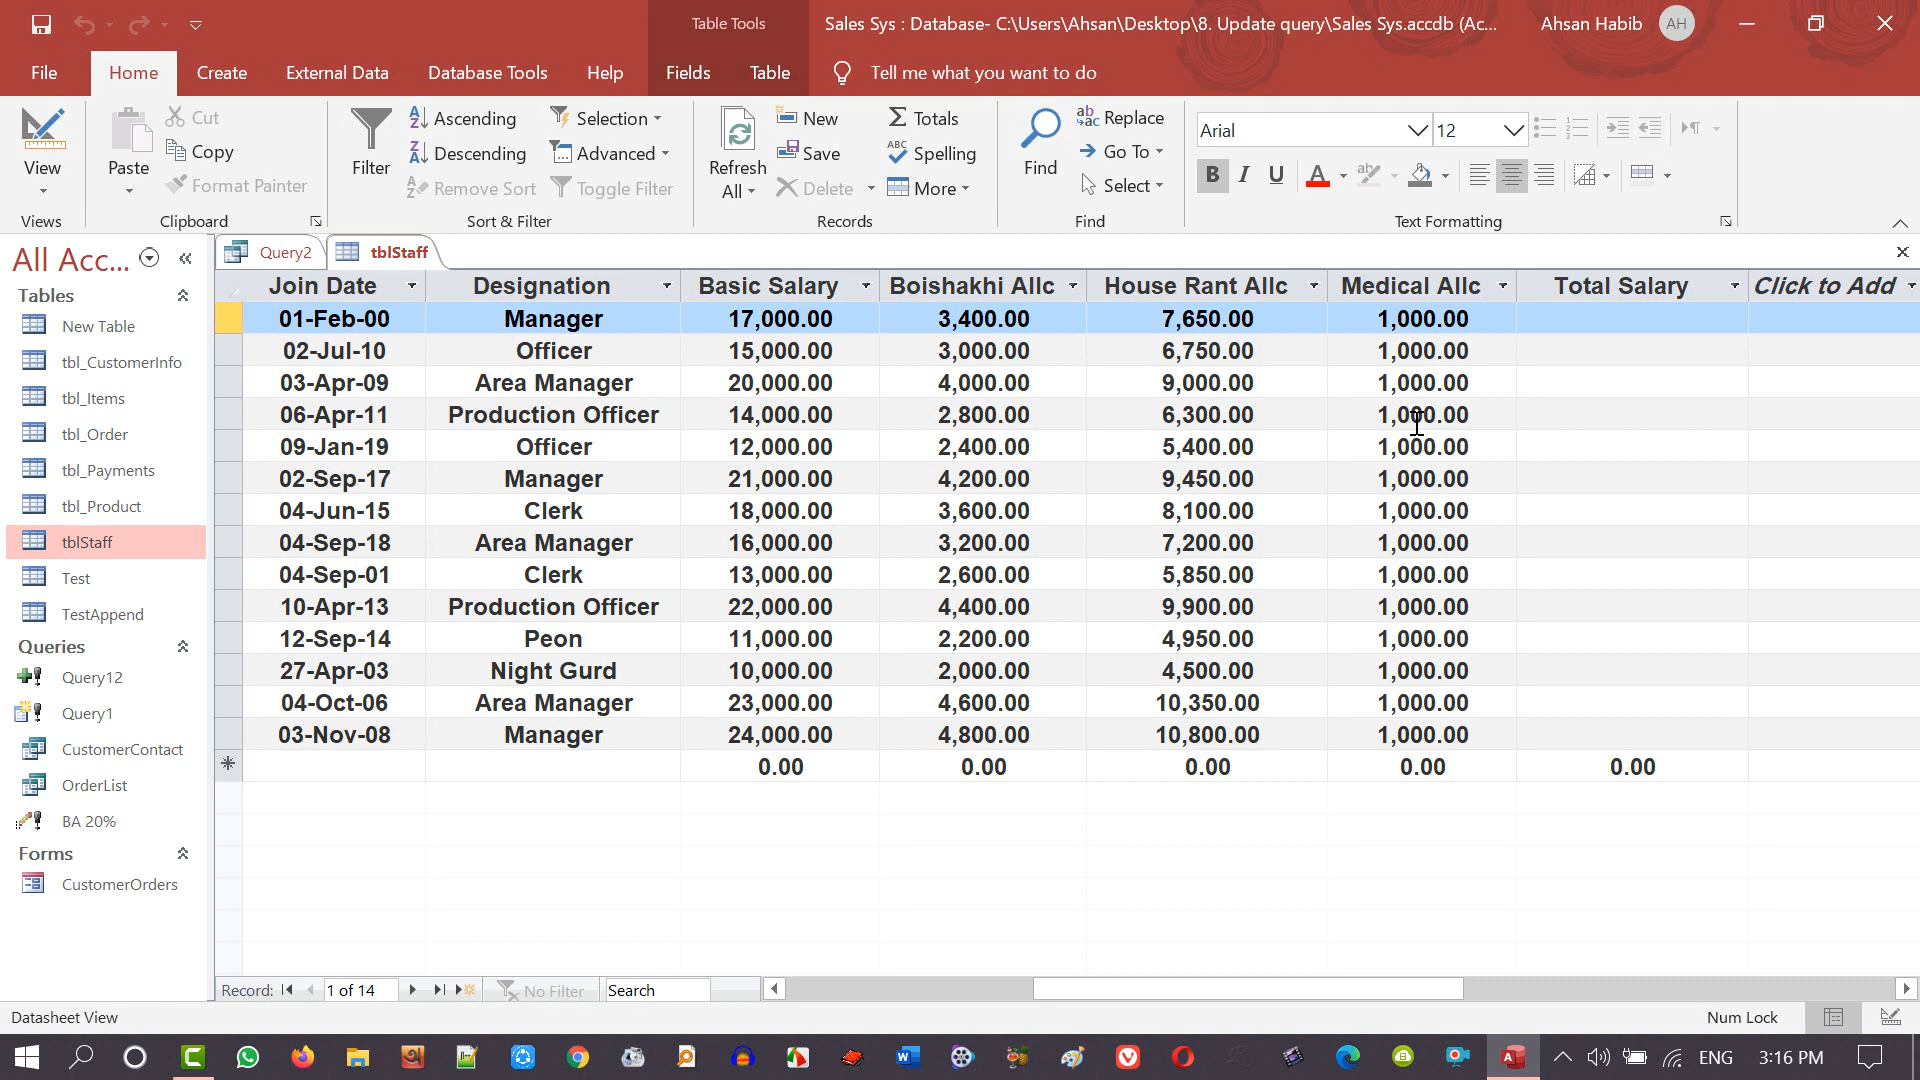 Table Tools
Sales Sys : Database- C:\Users\Ahsan\Desktop\8. Update query\Sales Sys.accdb (Ac...
Ahsan Habib AH
File Home Create External Data Database Tools Help Fields Table Tell me what you want to do
View
Views
Paste
Cut
Copy
Format Painter
Clipboard
Filter
Ascending
Descending
Remove Sort
Selection
Advanced
Toggle Filter
Sort & Filter
Refresh All
New
Save
Delete
Totals
Spelling
More
Records
Find
Replace
Go To
Select
Find
Arial 12
B I U A
Text Formatting
All Acc...
Tables
New Table
tbl_CustomerInfo
tbl_Items
tbl_Order
tbl_Payments
tbl_Product
tblStaff
Test
TestAppend
Queries
Query12
Query1
CustomerContact
OrderList
BA 20%
Forms
CustomerOrders
Query2 tblStaff
Join Date Designation Basic Salary Boishakhi Allc House Rant Allc Medical Allc Total Salary Click to Add
01-Feb-00 Manager 17,000.00 3,400.00 7,650.00 1,000.00
02-Jul-10 Officer 15,000.00 3,000.00 6,750.00 1,000.00
03-Apr-09 Area Manager 20,000.00 4,000.00 9,000.00 1,000.00
06-Apr-11 Production Officer 14,000.00 2,800.00 6,300.00 1,000.00
09-Jan-19 Officer 12,000.00 2,400.00 5,400.00 1,000.00
02-Sep-17 Manager 21,000.00 4,200.00 9,450.00 1,000.00
04-Jun-15 Clerk 18,000.00 3,600.00 8,100.00 1,000.00
04-Sep-18 Area Manager 16,000.00 3,200.00 7,200.00 1,000.00
04-Sep-01 Clerk 13,000.00 2,600.00 5,850.00 1,000.00
10-Apr-13 Production Officer 22,000.00 4,400.00 9,900.00 1,000.00
12-Sep-14 Peon 11,000.00 2,200.00 4,950.00 1,000.00
27-Apr-03 Night Gurd 10,000.00 2,000.00 4,500.00 1,000.00
04-Oct-06 Area Manager 23,000.00 4,600.00 10,350.00 1,000.00
03-Nov-08 Manager 24,000.00 4,800.00 10,800.00 1,000.00
0.00 0.00 0.00 0.00 0.00
Record: 1 of 14 No Filter Search
Datasheet View Num Lock
ENG 3:16 PM